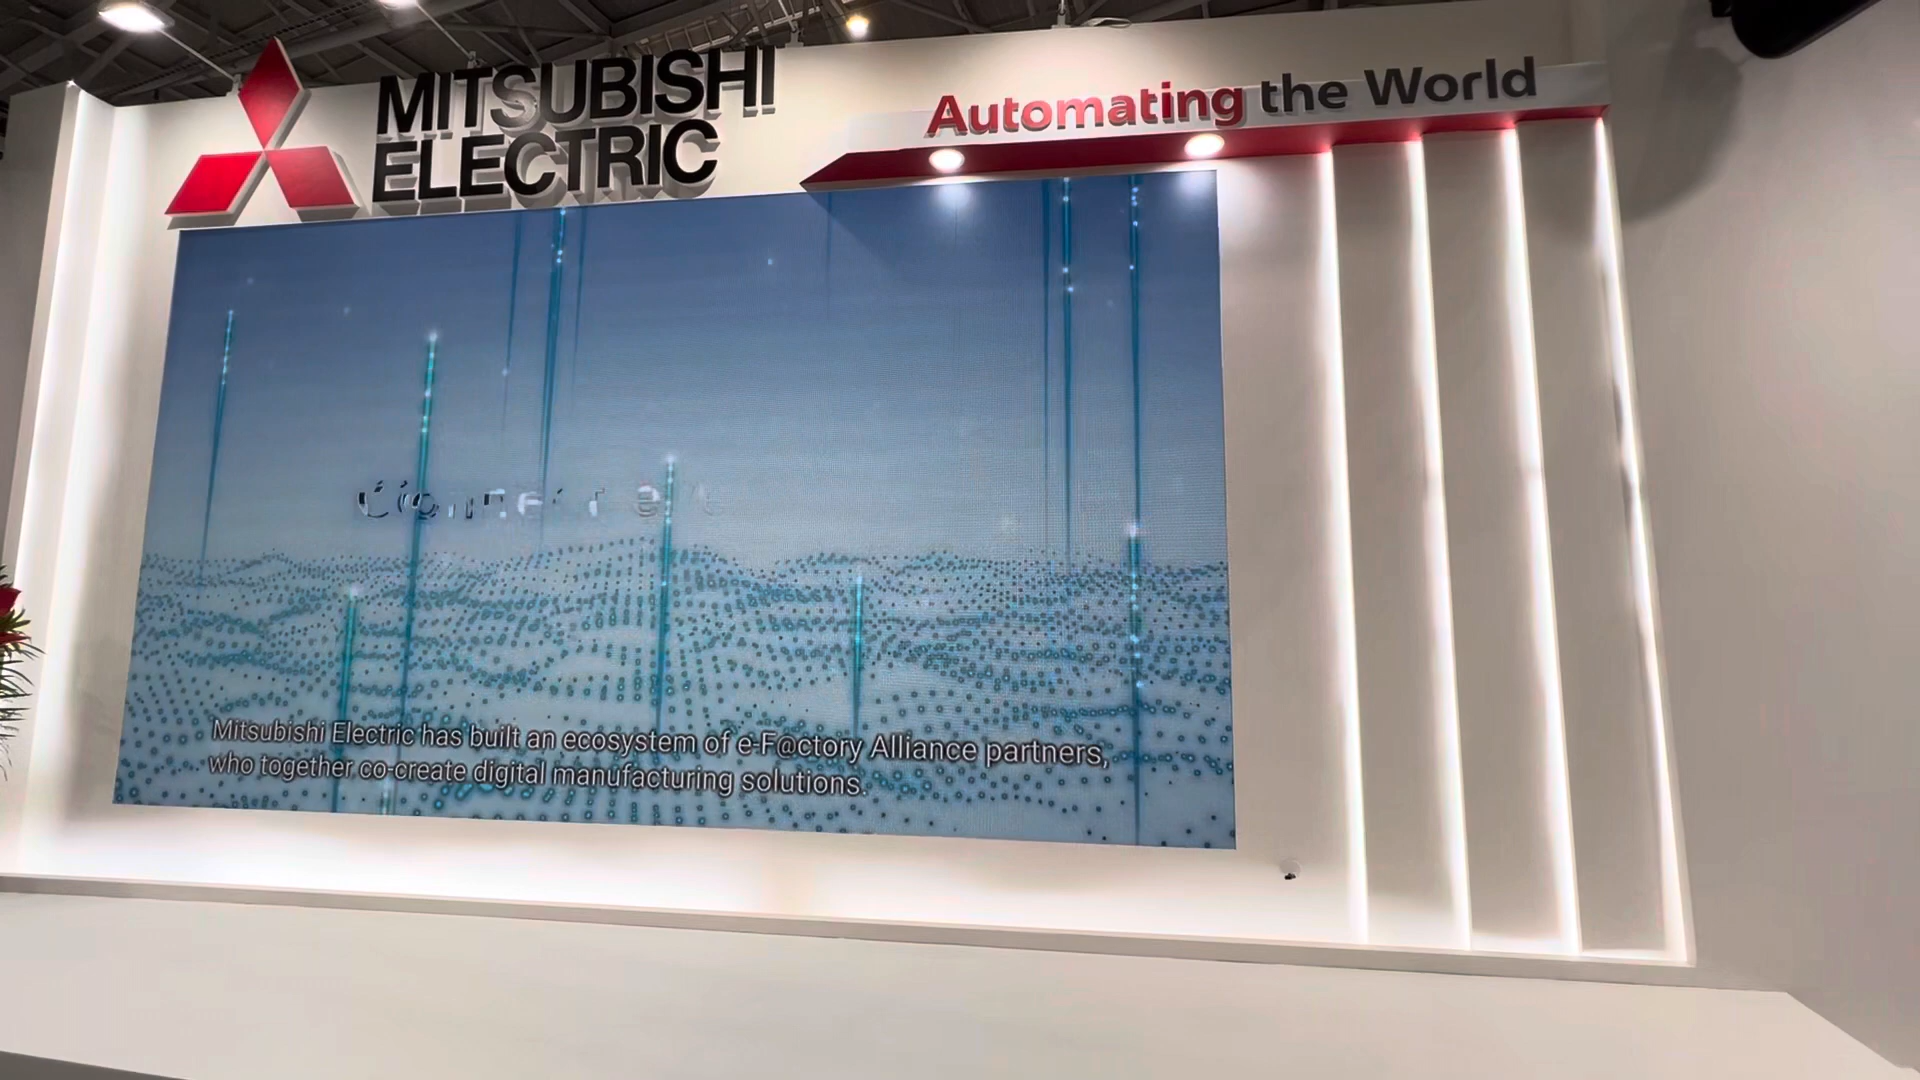 MITSUBISHI
ELECTRIC
Automating the World
Mitsubishi Electric has built an ecosystem of e-F@ctory Alliance partners,
who together co-create digital manufacturing solutions.